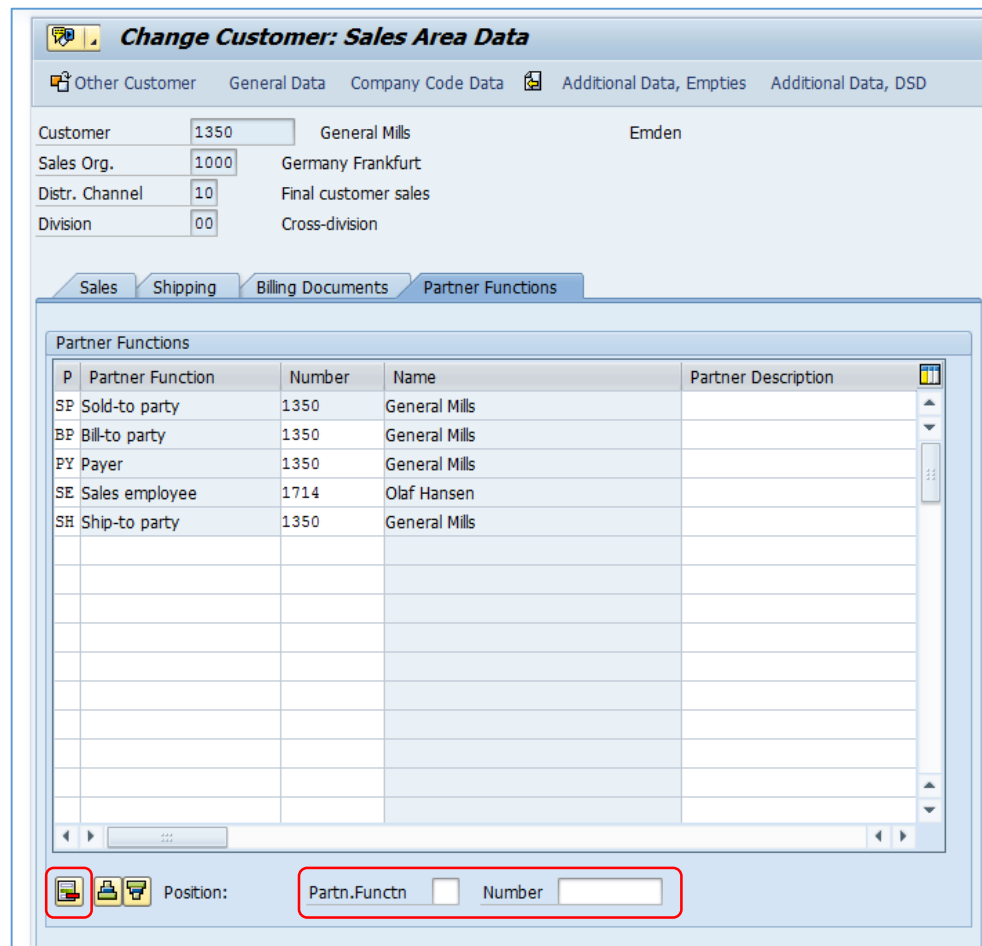 Change Customer: Sales Area Data
Other Customer General Data Company Code Data Additional Data, Empties Additional Data, DSD
Customer 1350 General Mills Emden
Sales Org. 1000 Germany Frankfurt
Distr. Channel 10 Final customer sales
Division 00 Cross-division
Sales Shipping Billing Documents Partner Functions
Partner Functions
P Partner Function Number Name Partner Description
SP Sold-to party 1350 General Mills
BP Bill-to party 1350 General Mills
PY Payer 1350 General Mills
SE Sales employee 1714 Olaf Hansen
SH Ship-to party 1350 General Mills
Position: Partn.Functn Number